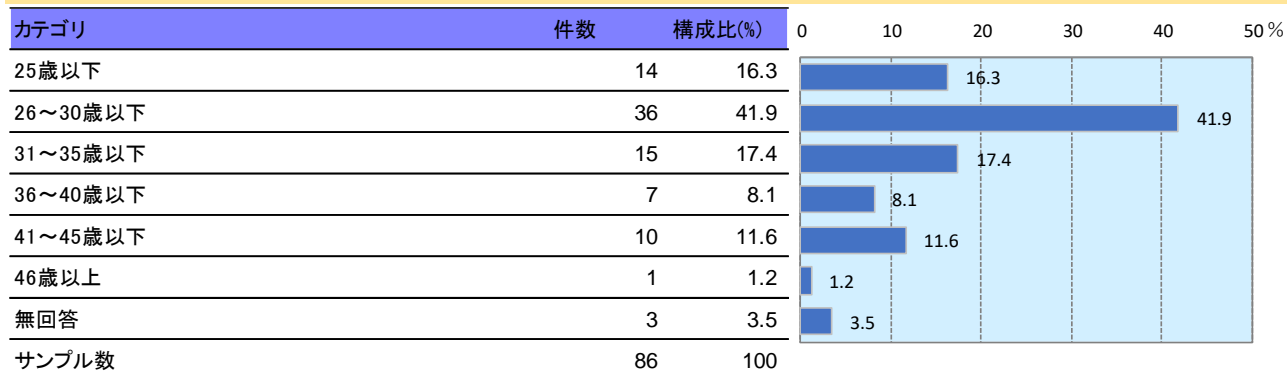 カテゴリ 件数 構成比(%) 0 10 20 30 40 50 %
25歳以下 14 16.3 16.3
26～30歳以下 36 41.9 41.9
31～35歳以下 15 17.4 17.4
36～40歳以下 7 8.1 8.1
41～45歳以下 10 11.6 11.6
46歳以上 1 1.2 1.2
無回答 3 3.5 3.5
サンプル数 86 100